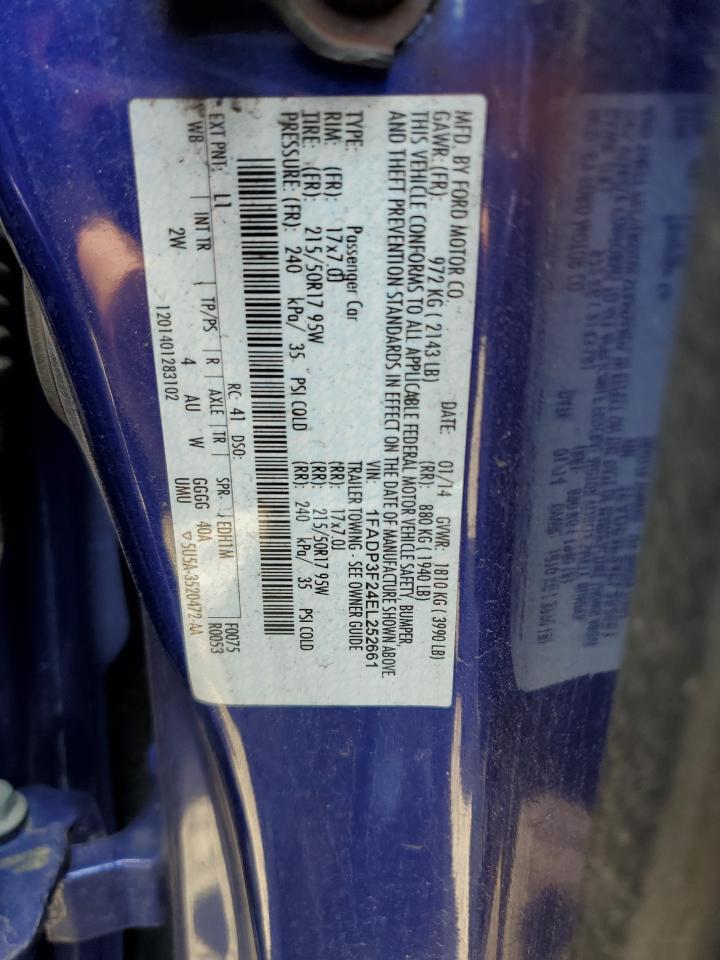 MFD. BY FORD MOTOR CO.
DATE: 01/14 GVWR: 1810 KG ( 3990 LB)
GAWR: (FR): 972 KG ( 2143 LB) (RR): 880 KG ( 1940 LB)
THIS VEHICLE CONFORMS TO ALL APPLICABLE FEDERAL MOTOR VEHICLE SAFETY, BUMPER,
AND THEFT PREVENTION STANDARDS IN EFFECT ON THE DATE OF MANUFACTURE SHOWN ABOVE.
VIN: 1FADP3F24EL252661
TYPE: Passenger Car TRAILER TOWING - SEE OWNER GUIDE
RIM: (FR): 17x7.0J (RR): 17x7.0J
TIRE: (FR): 215/50R17 95W (RR): 215/50R17 95W
PRESSURE: (FR): 240 kPa/ 35 PSI COLD (RR): 240 kPa/ 35 PSI COLD
RC: 41 DSO: F0075
EXT PNT: L1 EDH1M R0053
WB INT TR TP/PS R AXLE TR SPR
2W 4 AU W GGGG 40A
1201401283102 UMU
5U5A-3520472-AA